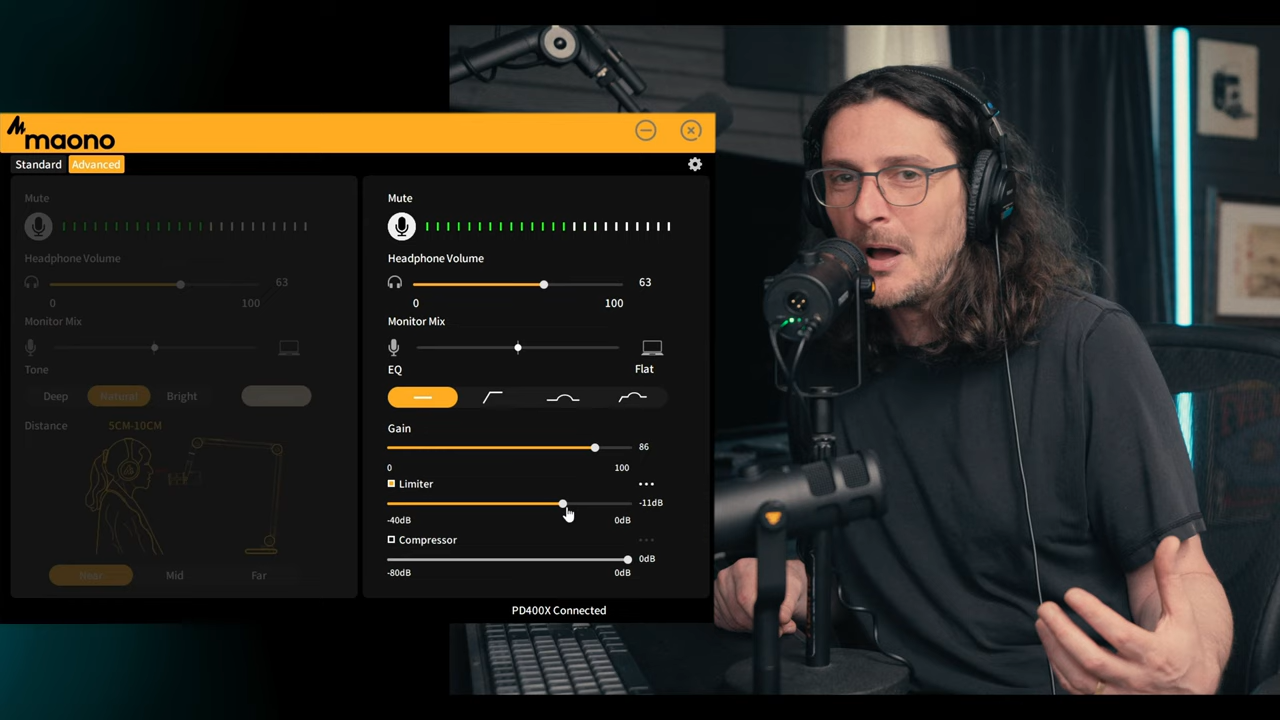 maono
Standard Advanced
Mute
Headphone Volume
63
0 100
Monitor Mix
Tone
Deep Natural Bright
Distance 5CM-10CM
Near Mid Far
Mute
Headphone Volume
63
0 100
Monitor Mix
EQ Flat
Gain
86
0 100
Limiter
-11dB
-40dB 0dB
Compressor
0dB
-80dB 0dB
PD400X Connected